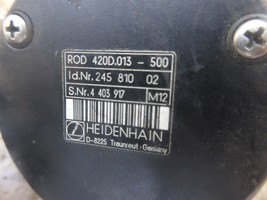 ROD 420D.013 - 500
Id.Nr. 245 810 02
S.Nr. 4 403 917 M12
HEIDENHAIN
D-8225 Traunreut · Germany